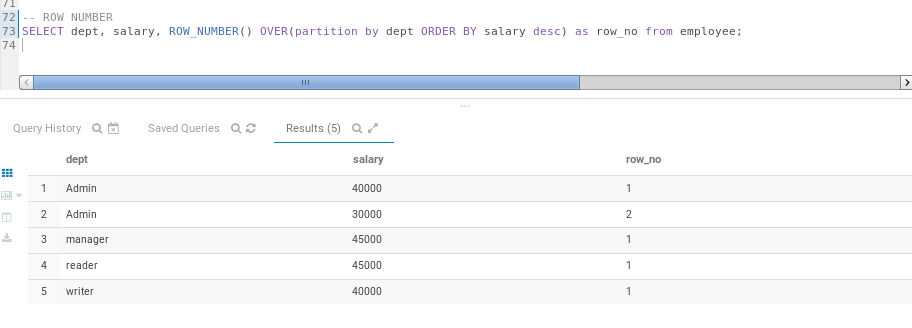 71
72 -- ROW NUMBER
73 SELECT dept, salary, ROW_NUMBER() OVER(partition by dept ORDER BY salary desc) as row_no from employee;
74
Query History Saved Queries Results (5)
dept salary row_no
1 Admin 40000 1
2 Admin 30000 2
3 manager 45000 1
4 reader 45000 1
5 writer 40000 1